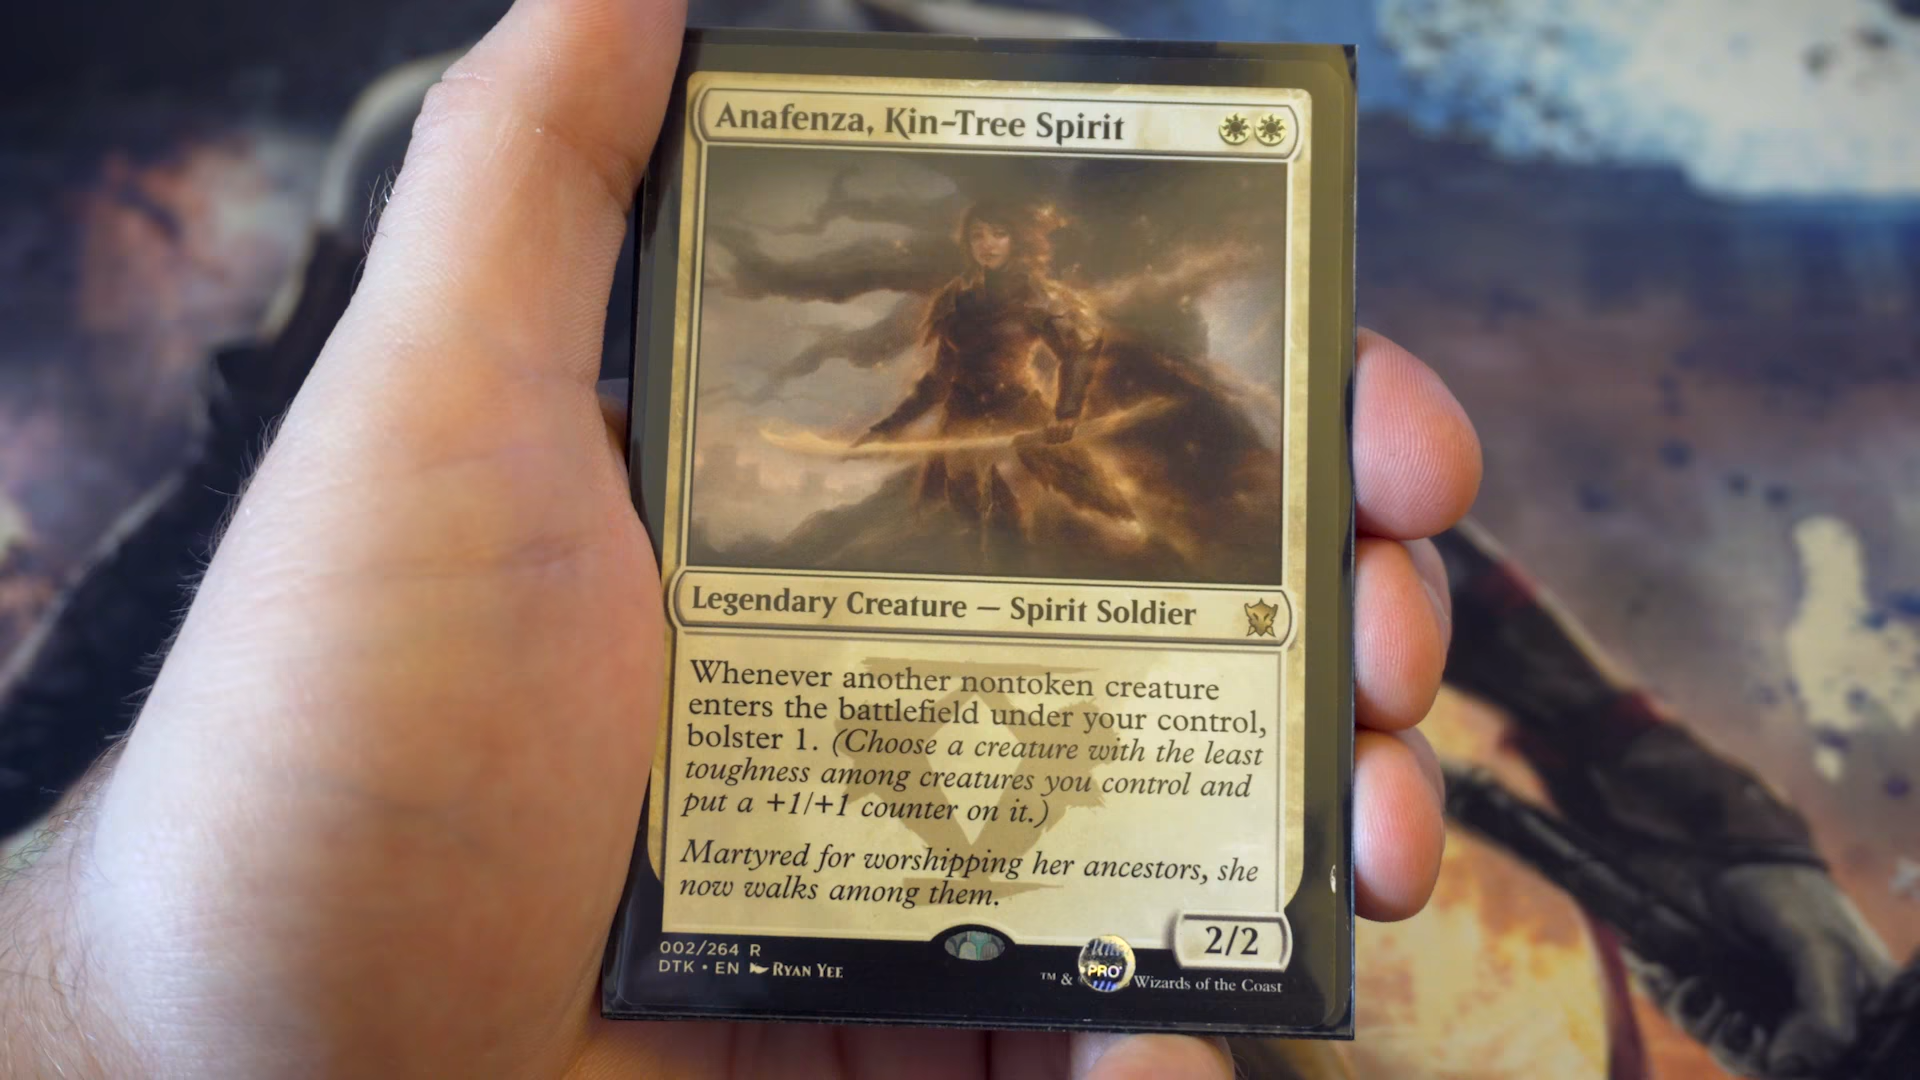 Anafenza, Kin-Tree Spirit
Legendary Creature — Spirit Soldier
Whenever another nontoken creature
enters the battlefield under your control,
bolster 1. (Choose a creature with the least
toughness among creatures you control and
put a +1/+1 counter on it.)
Martyred for worshipping her ancestors, she
now walks among them.
2/2
002/264 R
DTK • EN Ryan Yee
™ & PRO Wizards of the Coast